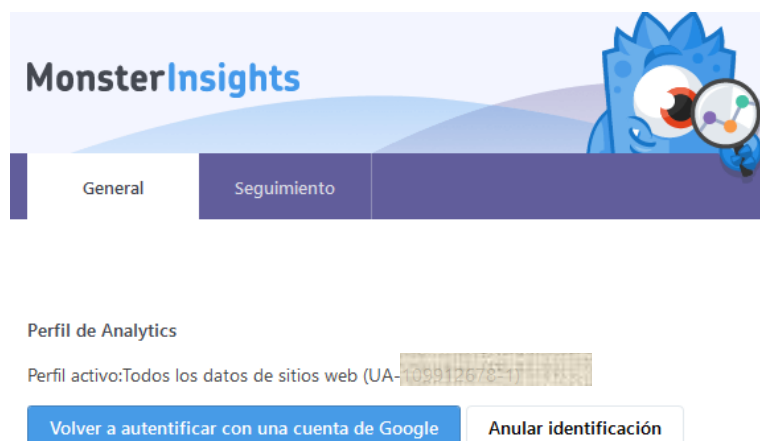 MonsterInsights
General Seguimiento
Perfil de Analytics
Perfil activo:Todos los datos de sitios web (UA-
Volver a autentificar con una cuenta de Google Anular identificación